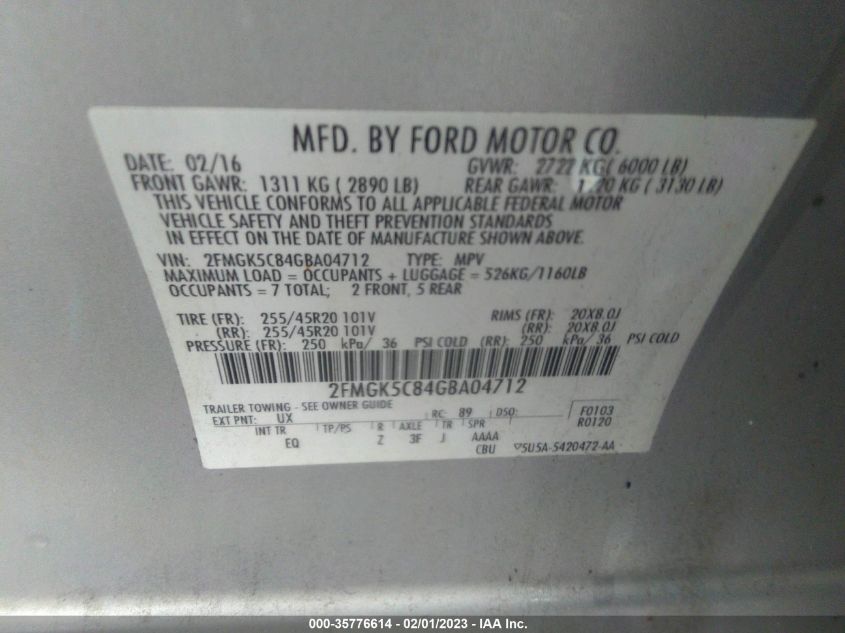 MFD. BY FORD MOTOR CO.
DATE: 02/16 GVWR: 2722 KG( 6000 LB)
FRONT GAWR: 1311 KG ( 2890 LB) REAR GAWR: KG ( 3130 LB)
THIS VEHICLE CONFORMS TO ALL APPLICABLE FEDERAL MOTOR
VEHICLE SAFETY AND THEFT PREVENTION STANDARDS
IN EFFECT ON THE DATE OF MANUFACTURE SHOWN ABOVE.
VIN: 2FMGK5C84GBA04712 TYPE: MPV
MAXIMUM LOAD = OCCUPANTS + LUGGAGE = 526KG/1160LB
OCCUPANTS = 7 TOTAL; 2 FRONT, 5 REAR
TIRE (FR): 255/45R20 101V RIMS (FR): 20X8.0J
(RR): 255/45R20 101V (RR): 20X8.0J
PRESSURE (FR): 250 kPa/ 36 PSI COLD (RR): 250 kPa/ 36 PSI COLD
2FMGK5C84GBA04712
TRAILER TOWING - SEE OWNER GUIDE
EXT PNT: UX RC: 89 DSO: F0103
R0120
INT TR TP/PS R AXLE TR SPR
EQ Z 3F J AAAA
CBU ▽5U5A-5420472-AA
000-35776614 - 02/01/2023 - IAA Inc.